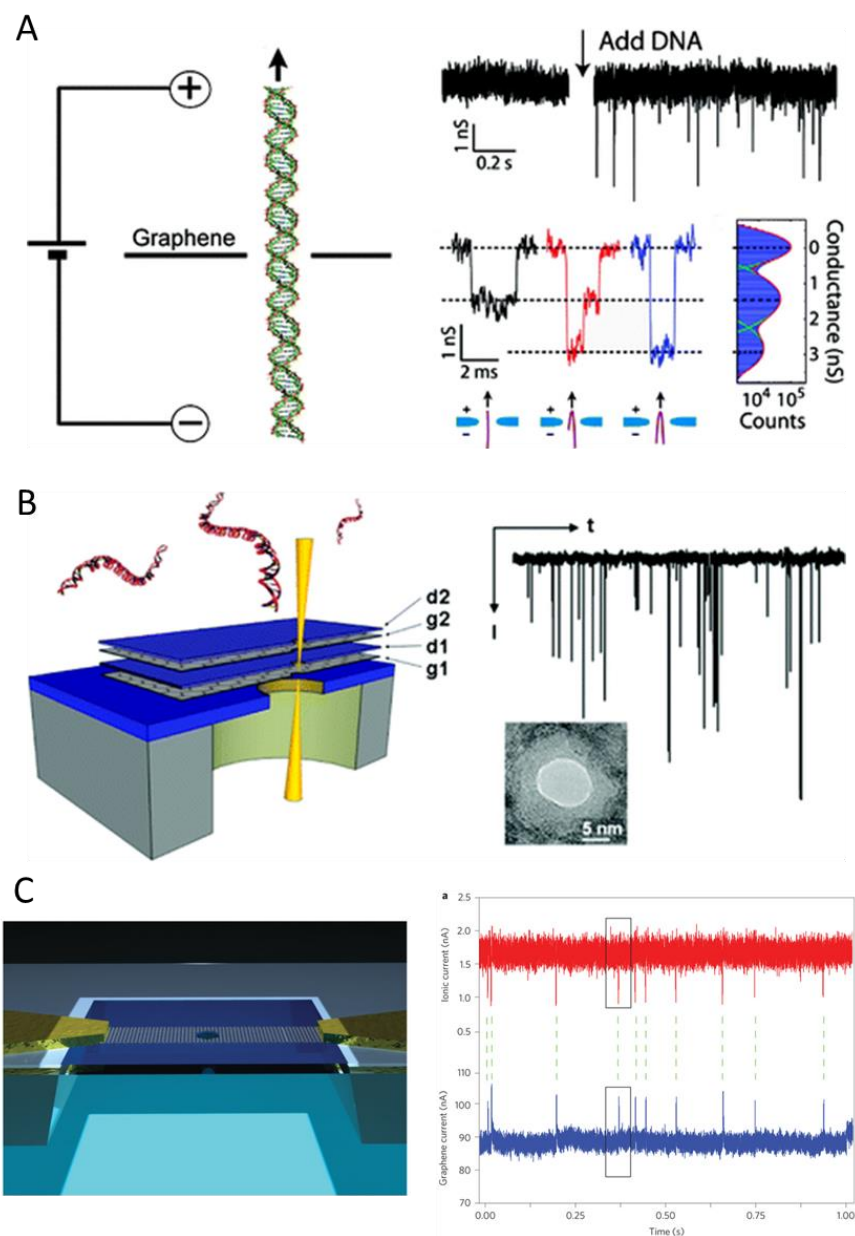 A
Add DNA
1 nS
0.2 s
+
Graphene
−
1 nS
2 ms
0
1
2
3
Conductance (nS)
10⁴ 10⁵
Counts
+ + +
− − −
B
d2
g2
d1
g1
t
I
5 nm
C
a
2.5
2.0
1.5
1.0
0.5
Ionic current (nA)
110
100
90
80
70
Graphene current (nA)
0.00 0.25 0.50 0.75 1.00
Time (s)